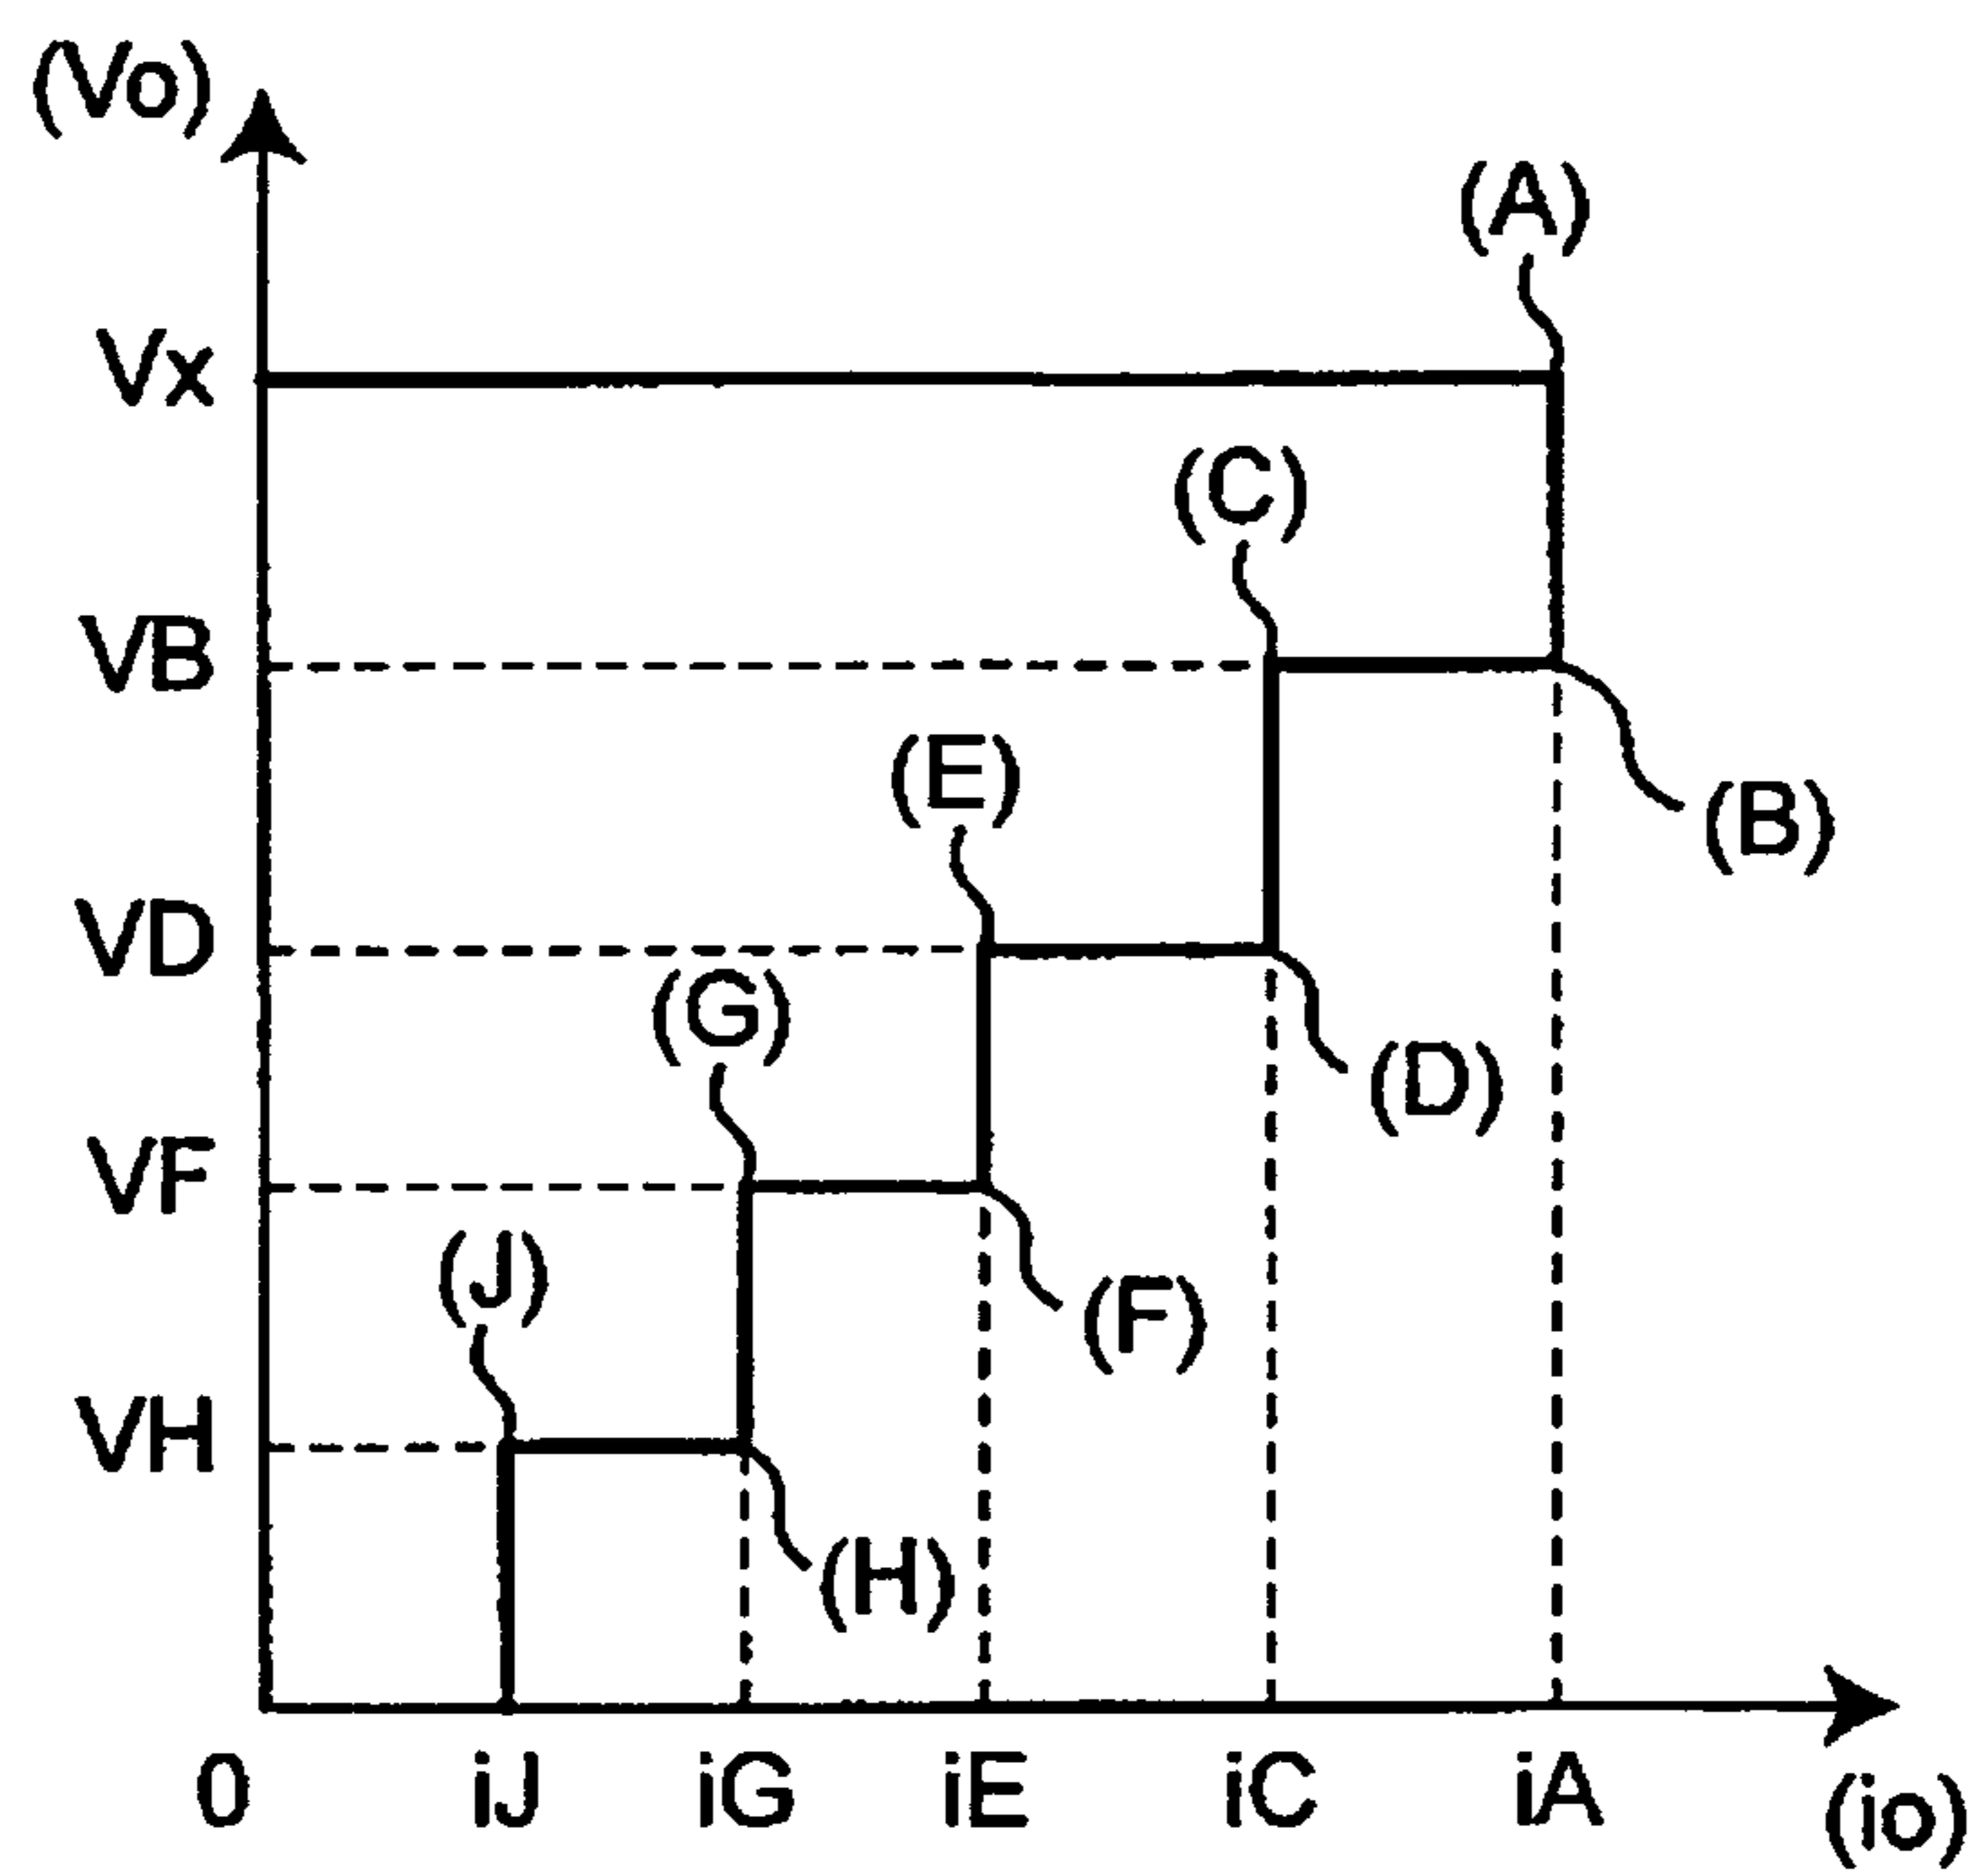 (Vo)
(A)
Vx
(C)
VB
(E)
(B)
VD
(G)
(D)
VF
(J)
(F)
VH
(H)
0 iJ iG iE iC iA (io)